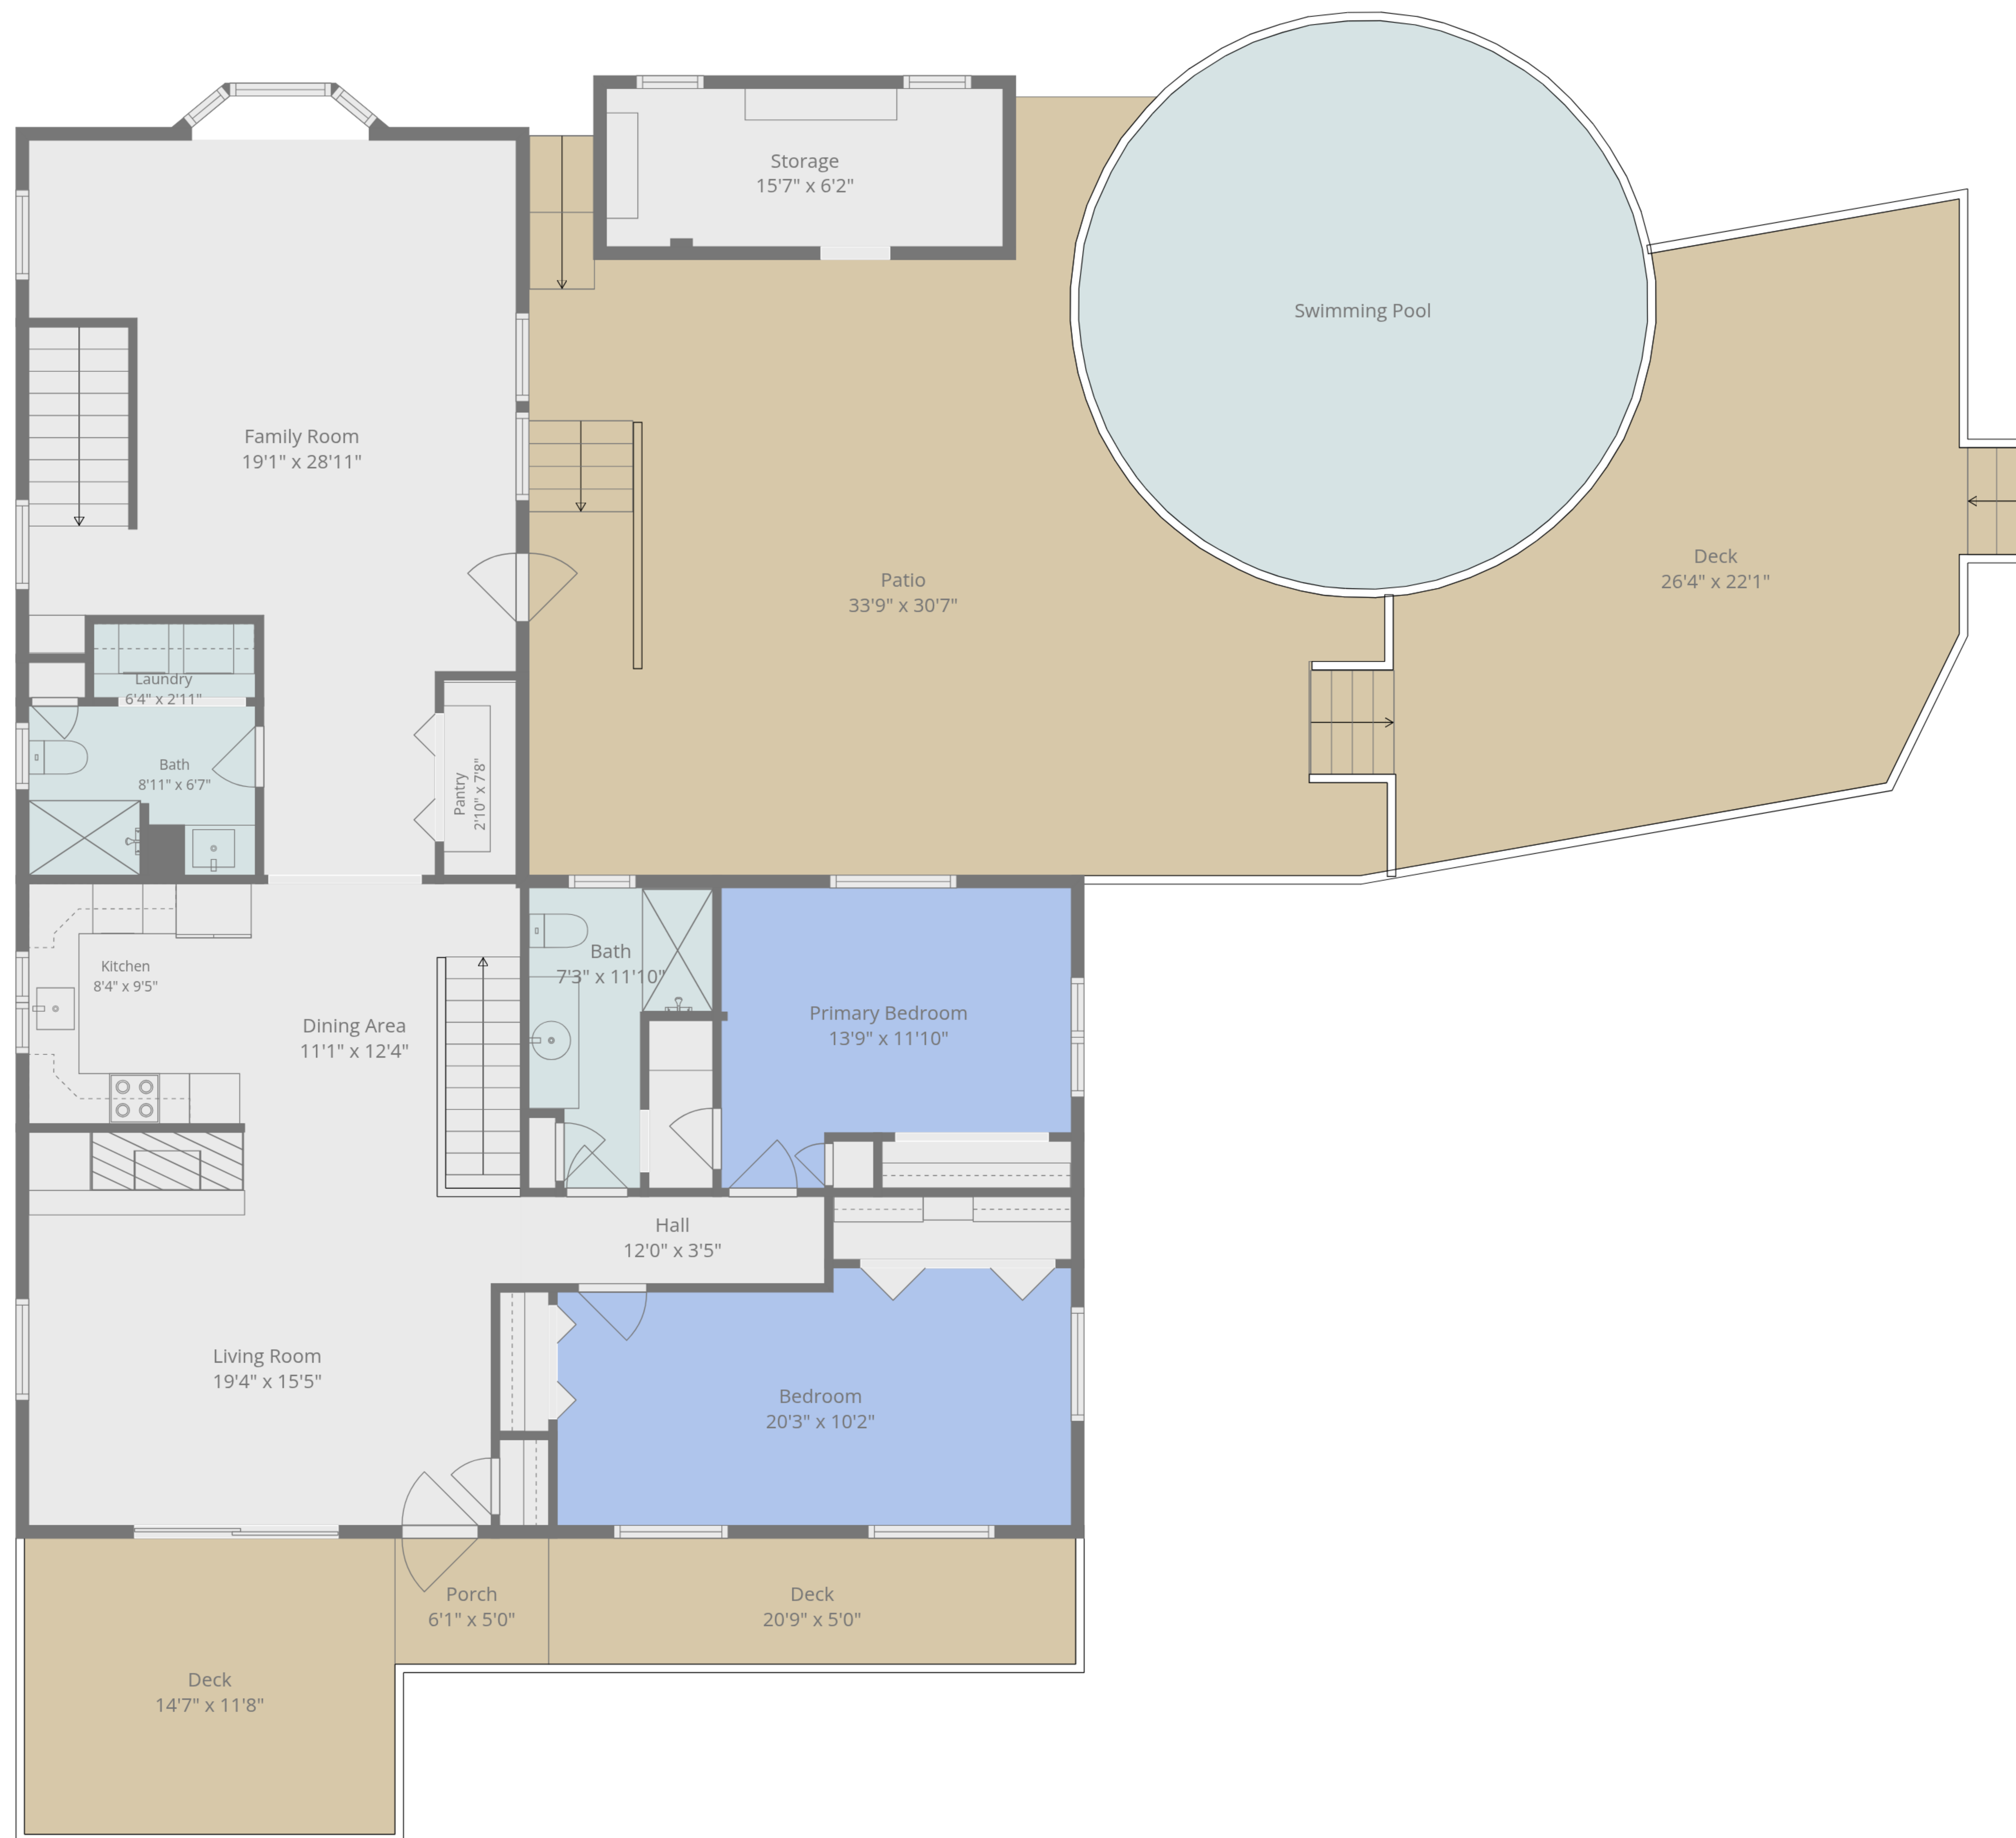 Storage
15'7" x 6'2"
Swimming Pool
Family Room
19'1" x 28'11"
Patio
33'9" x 30'7"
Deck
26'4" x 22'1"
Laundry
6'4" x 2'11"
Bath
8'11" x 6'7"
Pantry
2'10" x 7'8"
Kitchen
8'4" x 9'5"
Dining Area
11'1" x 12'4"
Bath
7'3" x 11'10"
Primary Bedroom
13'9" x 11'10"
Hall
12'0" x 3'5"
Living Room
19'4" x 15'5"
Bedroom
20'3" x 10'2"
Porch
6'1" x 5'0"
Deck
20'9" x 5'0"
Deck
14'7" x 11'8"